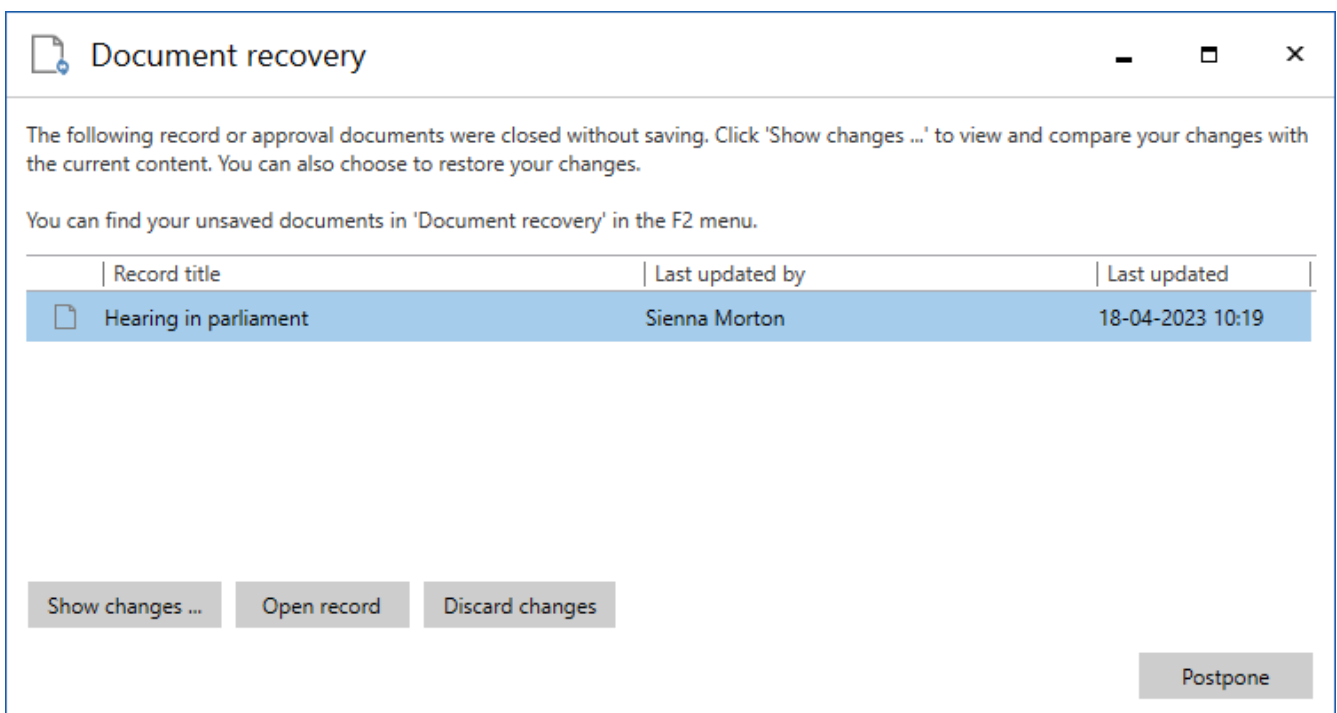 Document recovery
The following record or approval documents were closed without saving. Click 'Show changes ...' to view and compare your changes with
the current content. You can also choose to restore your changes.
You can find your unsaved documents in 'Document recovery' in the F2 menu.
Record title Last updated by Last updated
Hearing in parliament Sienna Morton 18-04-2023 10:19
Show changes ... Open record Discard changes
Postpone